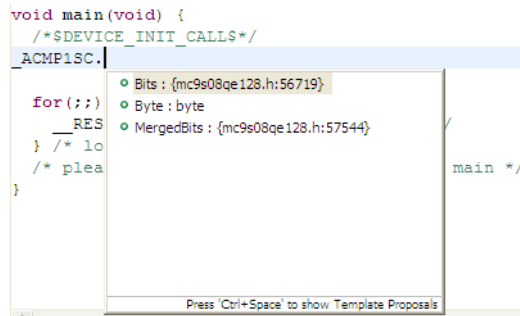 void main(void) {
/*$DEVICE_INIT_CALL$*/
_ACMP1SC.
Bits : {mc9s08qe128.h:56719}
for(;;)
Byte : byte
__RES
MergedBits : {mc9s08qe128.h:57544}
/
} /* lo
/* plea
main */
}
Press 'Ctrl+Space' to show Template Proposals